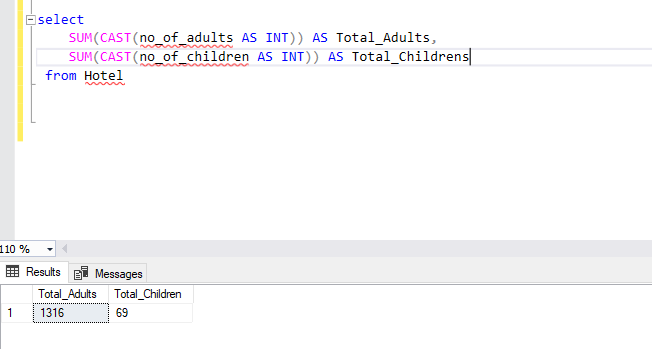 select
SUM(CAST(no_of_adults AS INT)) AS Total_Adults,
SUM(CAST(no_of_children AS INT)) AS Total_Childrens
from Hotel
110 %
Results Messages
Total_Adults Total_Children
1 1316 69